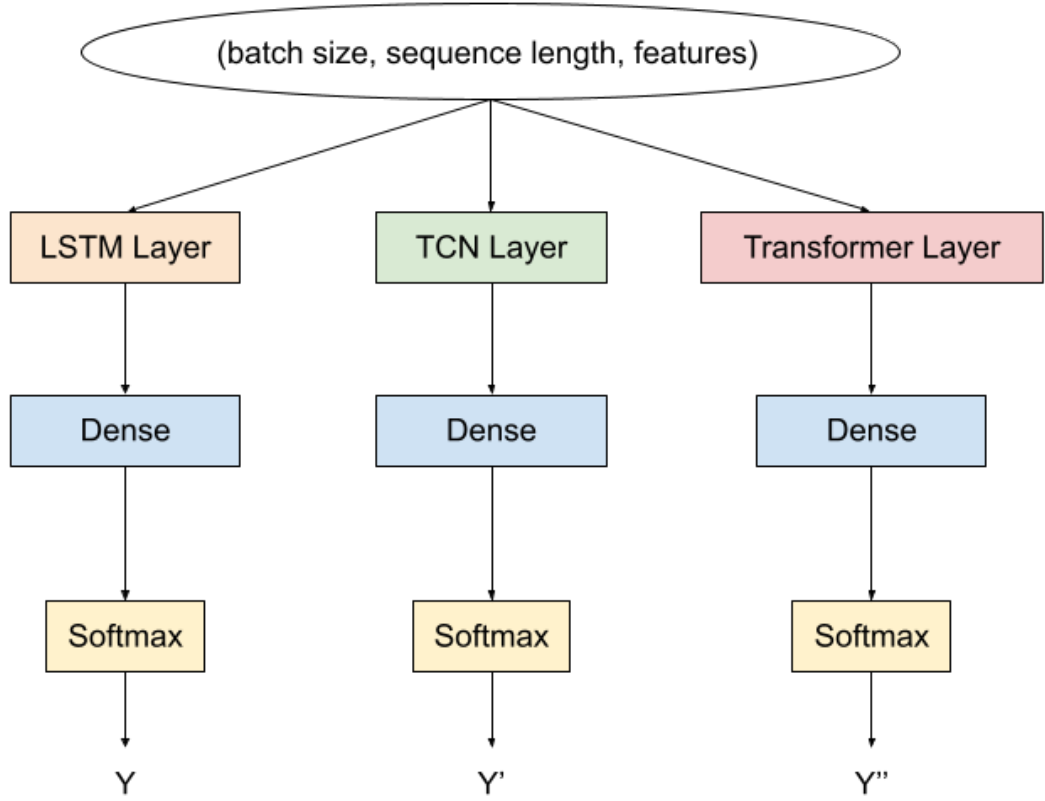 (batch size, sequence length, features)
LSTM Layer
TCN Layer
Transformer Layer
Dense
Dense
Dense
Softmax
Softmax
Softmax
Y
Y’
Y’’